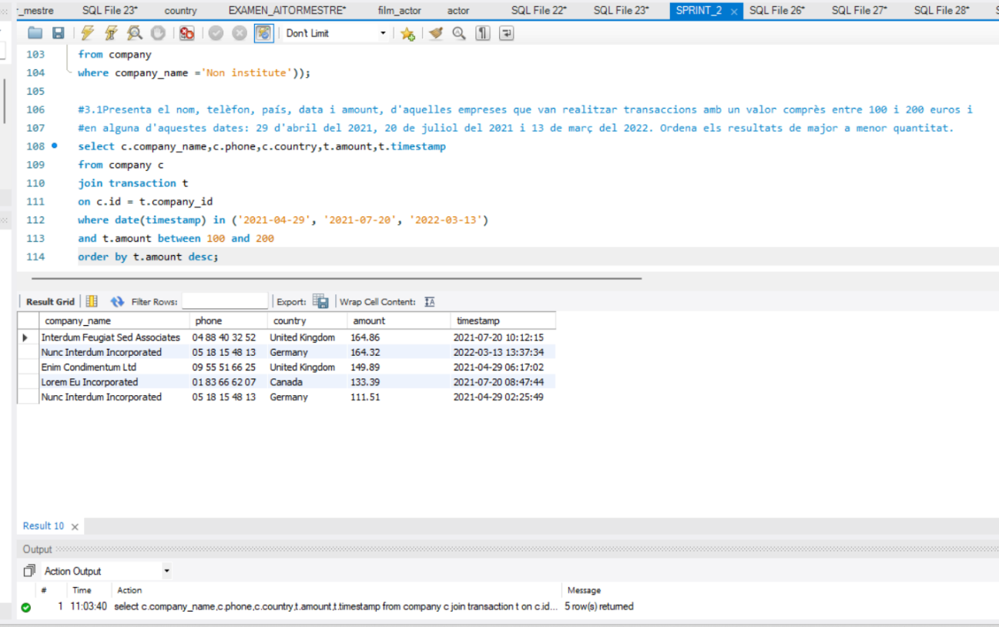 r_mestre SQL File 23* country EXAMEN_AITORMESTRE* film_actor actor SQL File 22* SQL File 23* SPRINT_2 SQL File 26* SQL File 27* SQL File 28*
Don't Limit
103 from company
104 where company_name ='Non institute'));
105
106 #3.1Presenta el nom, telèfon, país, data i amount, d'aquelles empreses que van realitzar transaccions amb un valor comprès entre 100 i 200 euros i
107 #en alguna d'aquestes dates: 29 d'abril del 2021, 20 de juliol del 2021 i 13 de març del 2022. Ordena els resultats de major a menor quantitat.
108 select c.company_name,c.phone,c.country,t.amount,t.timestamp
109 from company c
110 join transaction t
111 on c.id = t.company_id
112 where date(timestamp) in ('2021-04-29', '2021-07-20', '2022-03-13')
113 and t.amount between 100 and 200
114 order by t.amount desc;
Result Grid Filter Rows: Export: Wrap Cell Content:
company_name phone country amount timestamp
Interdum Feugiat Sed Associates 04 88 40 32 52 United Kingdom 164.86 2021-07-20 10:12:15
Nunc Interdum Incorporated 05 18 15 48 13 Germany 164.32 2022-03-13 13:37:34
Enim Condimentum Ltd 09 55 51 66 25 United Kingdom 149.89 2021-04-29 06:17:02
Lorem Eu Incorporated 01 83 66 62 07 Canada 133.39 2021-07-20 08:47:44
Nunc Interdum Incorporated 05 18 15 48 13 Germany 111.51 2021-04-29 02:25:49
Result 10
Output
Action Output
# Time Action Message
1 11:03:40 select c.company_name,c.phone,c.country,t.amount,t.timestamp from company c join transaction t on c.id... 5 row(s) returned